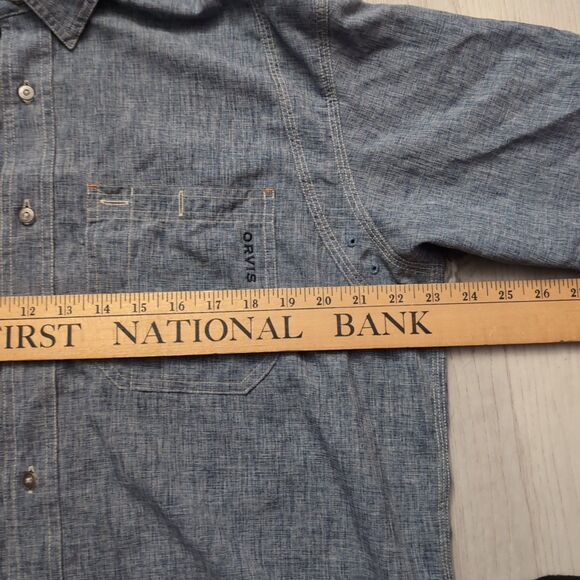 ORVIS
12 13 14 15 16 17 18 19 20 21 22 23 24 25 26
FIRST NATIONAL BANK